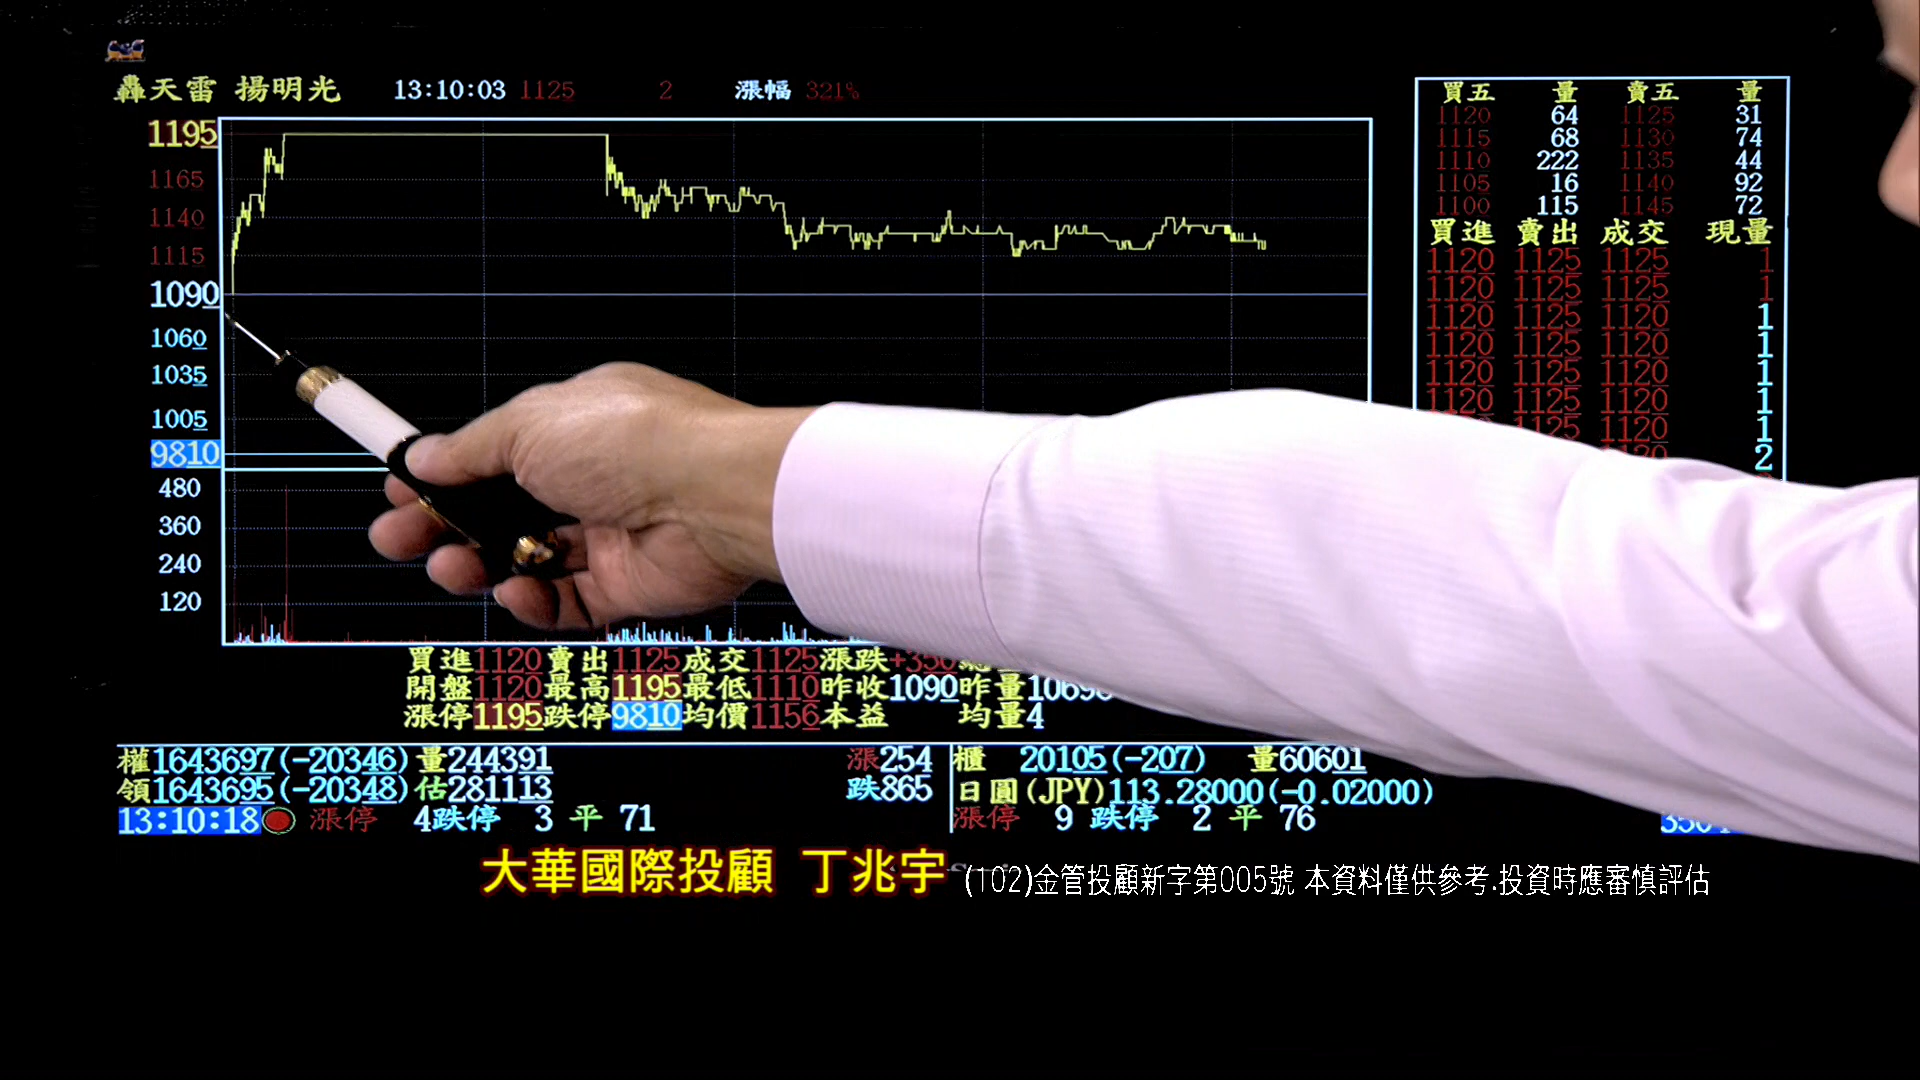 轟天雷 揚明光 13:10:03 1125 2 漲幅 321%
1195
1165
1140
1115
1090
1060
1035
1005
9810
480
360
240
120
買五 量 賣五 量
1120 64 1125 31
1115 68 1130 74
1110 222 1135 44
1105 16 1140 92
1100 115 1145 72
買進 賣出 成交 現量
1120 1125 1125 1
1120 1125 1125 1
1120 1125 1120 1
1120 1125 1120 1
1120 1125 1120 1
1120 1125 1120 1
1125 1120 1
2
買進1120賣出1125成交1125漲跌+350
開盤1120最高1195最低1110昨收1090昨量10698
漲停1195跌停9810均價1156本益 均量4
權1643697(-20346)量244391 漲254
領1643695(-20348)估281113 跌865
13:10:18 漲停 4跌停 3 平 71
櫃 20105(-207) 量60601
日圓(JPY)113.28000(-0.02000)
漲停 9 跌停 2 平 76
大華國際投顧 丁兆宇 (102)金管投顧新字第005號 本資料僅供參考.投資時應審慎評估